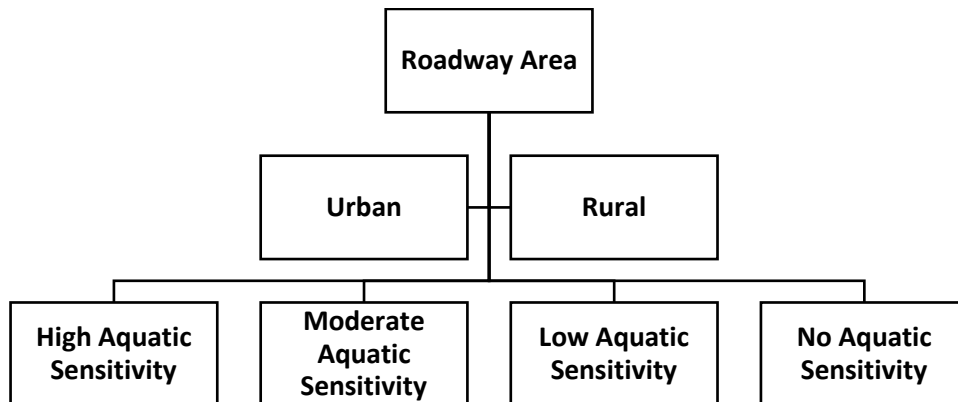 Roadway Area
Urban
Rural
High Aquatic
Sensitivity
Moderate
Aquatic
Sensitivity
Low Aquatic
Sensitivity
No Aquatic
Sensitivity